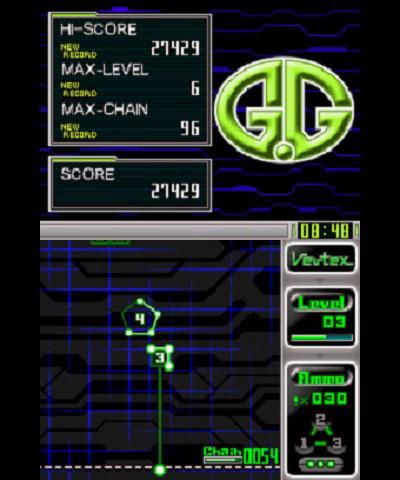 HI-SCORE
NEW RECORD 27429
MAX-LEVEL
NEW RECORD 6
MAX-CHAIN
NEW RECORD 96
G.G
SCORE
27429
08:48
Vertex
Level
03
4
3
Ammo
x030
2
1 3
Chain 0054